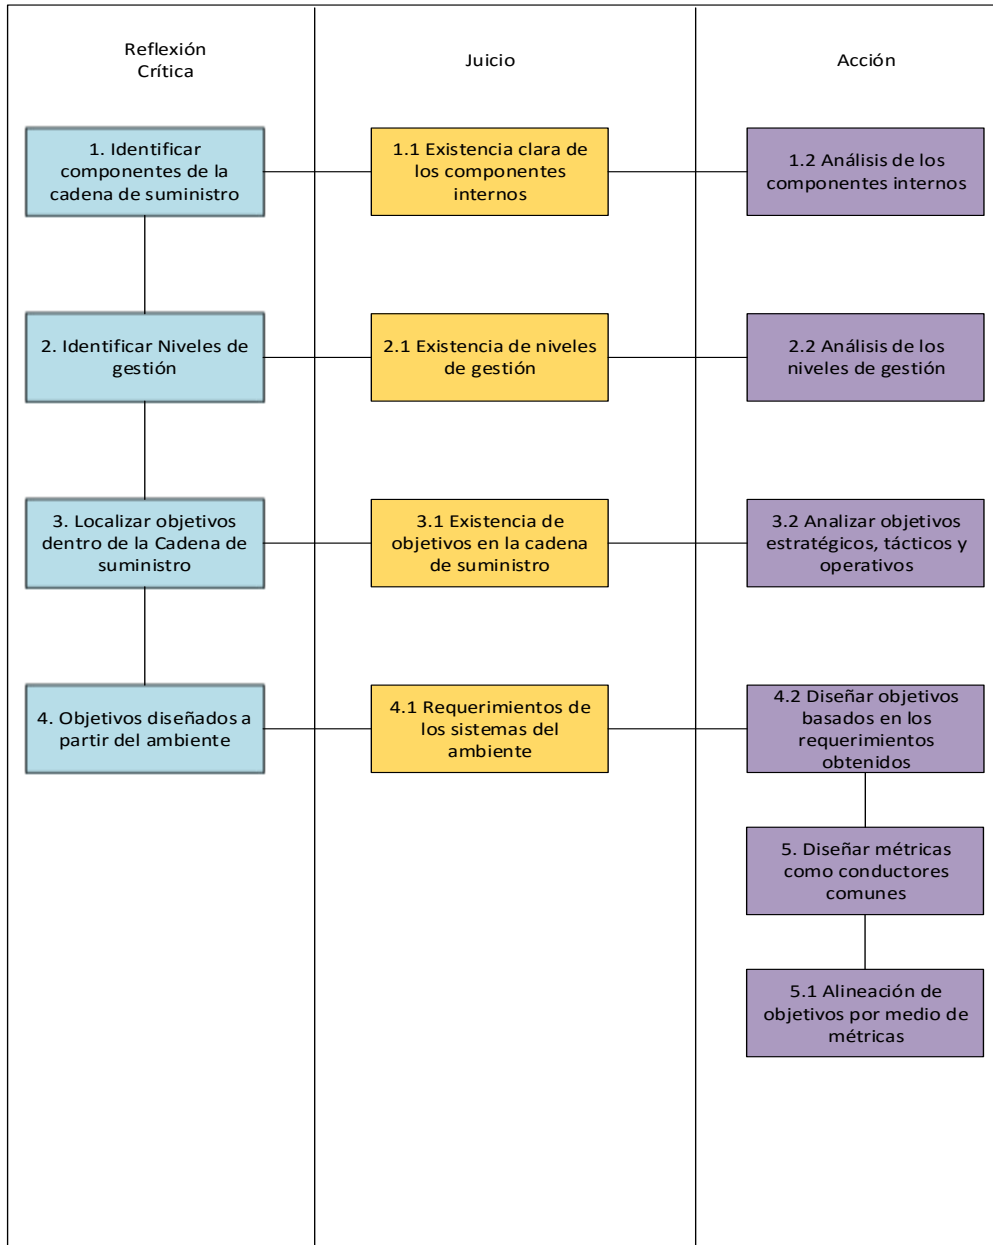 Reflexión
Crítica
Juicio
Acción
1. Identificar
componentes de la
cadena de suministro
1.1 Existencia clara de
los componentes
internos
1.2 Análisis de los
componentes internos
2. Identificar Niveles de
gestión
2.1 Existencia de niveles
de gestión
2.2 Análisis de los
niveles de gestión
3. Localizar objetivos
dentro de la Cadena de
suministro
3.1 Existencia de
objetivos en la cadena
de suministro
3.2 Analizar objetivos
estratégicos, tácticos y
operativos
4. Objetivos diseñados a
partir del ambiente
4.1 Requerimientos de
los sistemas del
ambiente
4.2 Diseñar objetivos
basados en los
requerimientos
obtenidos
5. Diseñar métricas
como conductores
comunes
5.1 Alineación de
objetivos por medio de
métricas